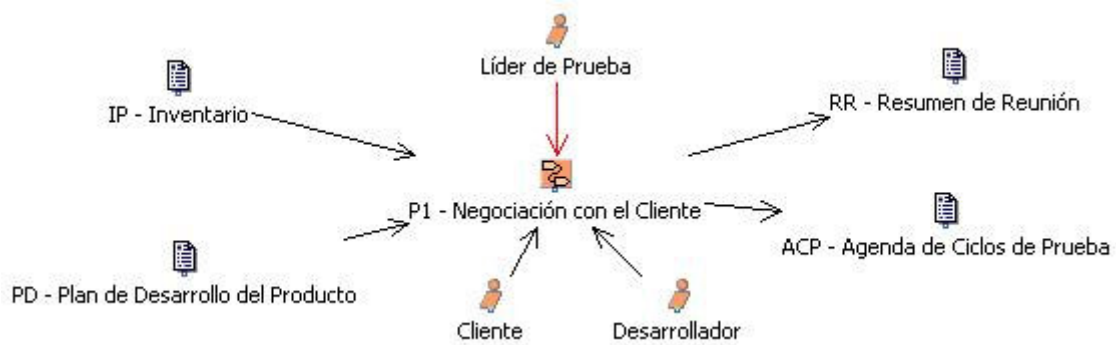 Líder de Prueba
IP - Inventario
RR - Resumen de Reunión
P1 - Negociación con el Cliente
ACP - Agenda de Ciclos de Prueba
PD - Plan de Desarrollo del Producto
Cliente
Desarrollador